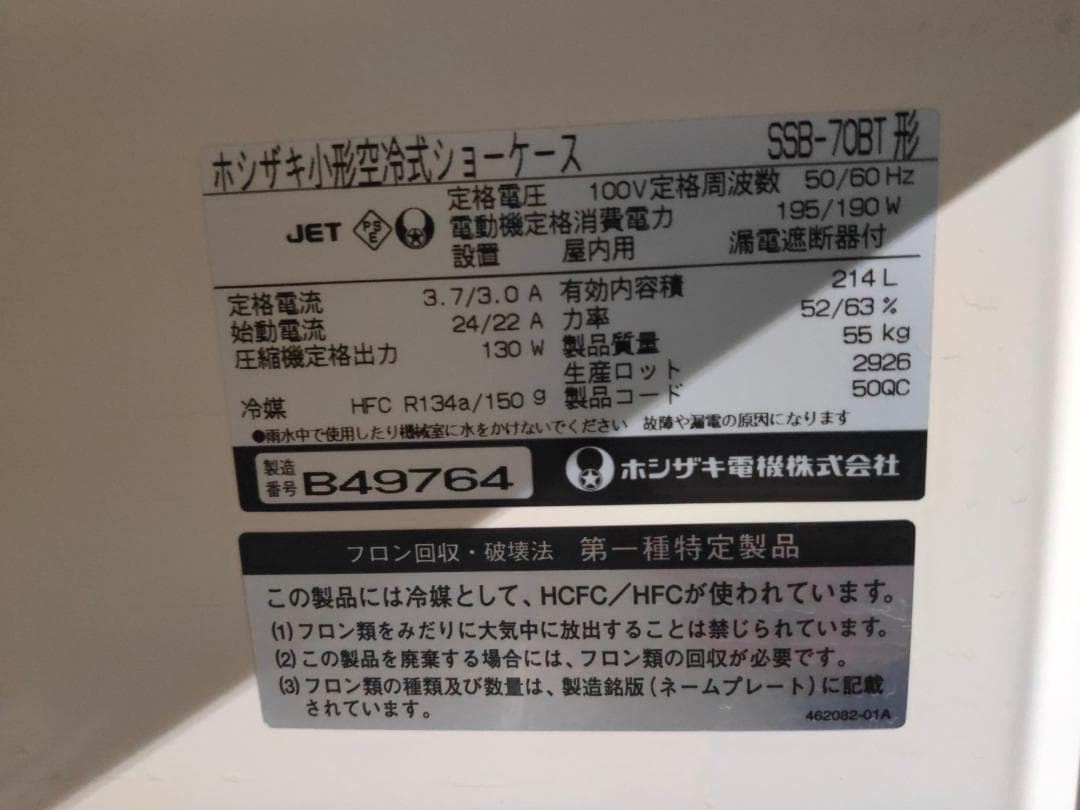 ホシザキ小形空冷式ショーケース SSB-70BT 形
定格電圧 100V 定格周波数 50/60 Hz
JET PSE 電動機定格消費電力 195/190 W
設置 屋内用 漏電遮断器付
定格電流 3.7/3.0 A 有効内容積 214 L
始動電流 24/22 A 力率 52/63 %
圧縮機定格出力 130 W 製品質量 55 kg
生産ロット 2926
冷媒 HFC R134a/150 g 製品コード 50QC
●雨水中で使用したり機械室に水をかけないでください 故障や漏電の原因になります
製造番号 B49764 ホシザキ電機株式会社
フロン回収・破壊法 第一種特定製品
この製品には冷媒として、HCFC/HFCが使われています。
(1)フロン類をみだりに大気中に放出することは禁じられています。
(2)この製品を廃棄する場合には、フロン類の回収が必要です。
(3)フロン類の種類及び数量は、製造銘版(ネームプレート)に記載
されています。
462082-01A